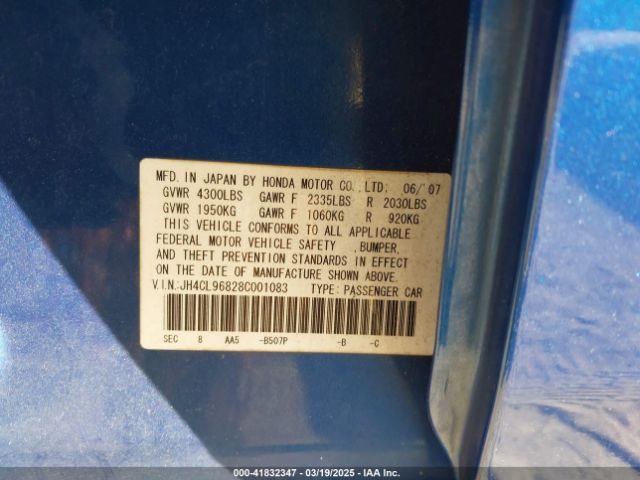 MFD. IN JAPAN BY HONDA MOTOR CO., LTD: 06/'07
GVWR 4300LBS GAWR F 2335LBS R 2030LBS
GVWR 1950KG GAWR F 1060KG R 920KG
THIS VEHICLE CONFORMS TO ALL APPLICABLE
FEDERAL MOTOR VEHICLE SAFETY , BUMPER,
AND THEFT PREVENTION STANDARDS IN EFFECT
ON THE DATE OF MANUFACTURE SHOWN ABOVE.
V.I.N.:JH4CL96828C001083 TYPE: PASSENGER CAR
SEC 8 AA5 -B507P -B -C
000-41832347 | 03/19/2025 | IAA Inc.